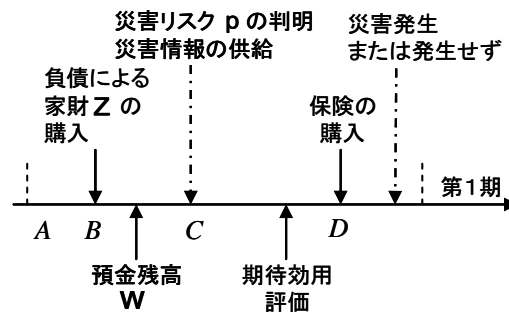 災害リスク p の判明
災害情報の供給
災害発生
または発生せず
負債による
家財 Z の
購入
保険の
購入
第1期
A B C D
預金残高
W
期待効用
評価